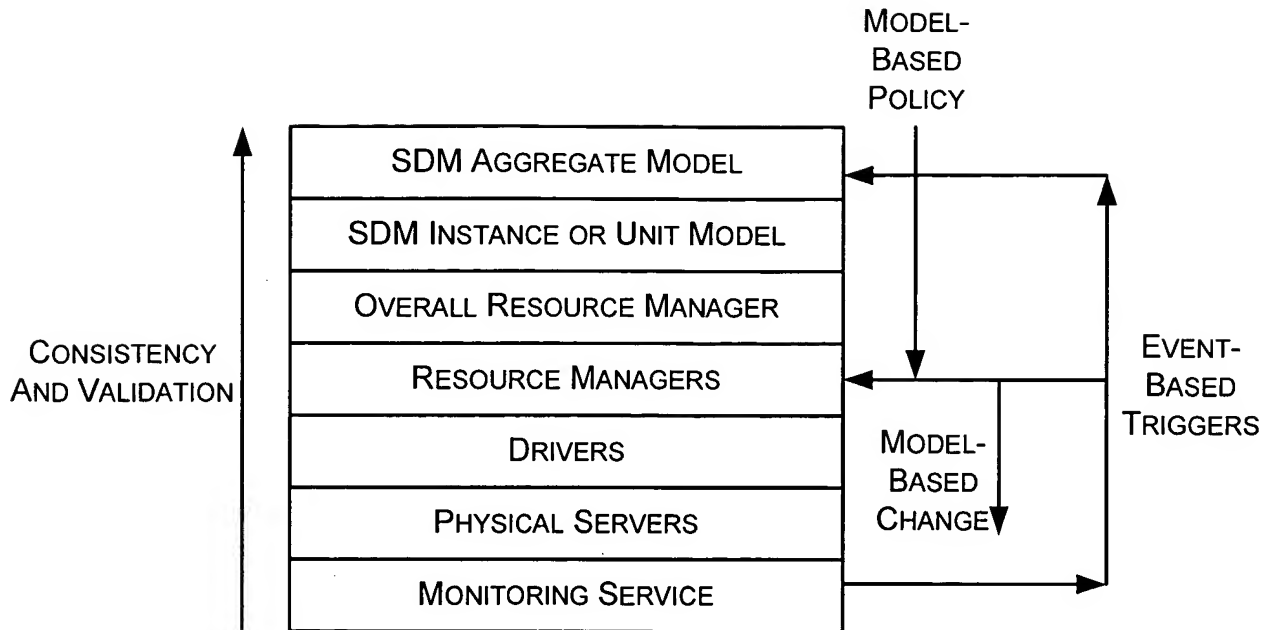 MODEL-
BASED
POLICY
SDM AGGREGATE MODEL
SDM INSTANCE OR UNIT MODEL
OVERALL RESOURCE MANAGER
CONSISTENCY
AND VALIDATION
RESOURCE MANAGERS
EVENT-
BASED
TRIGGERS
DRIVERS
MODEL-
BASED
CHANGE
PHYSICAL SERVERS
MONITORING SERVICE